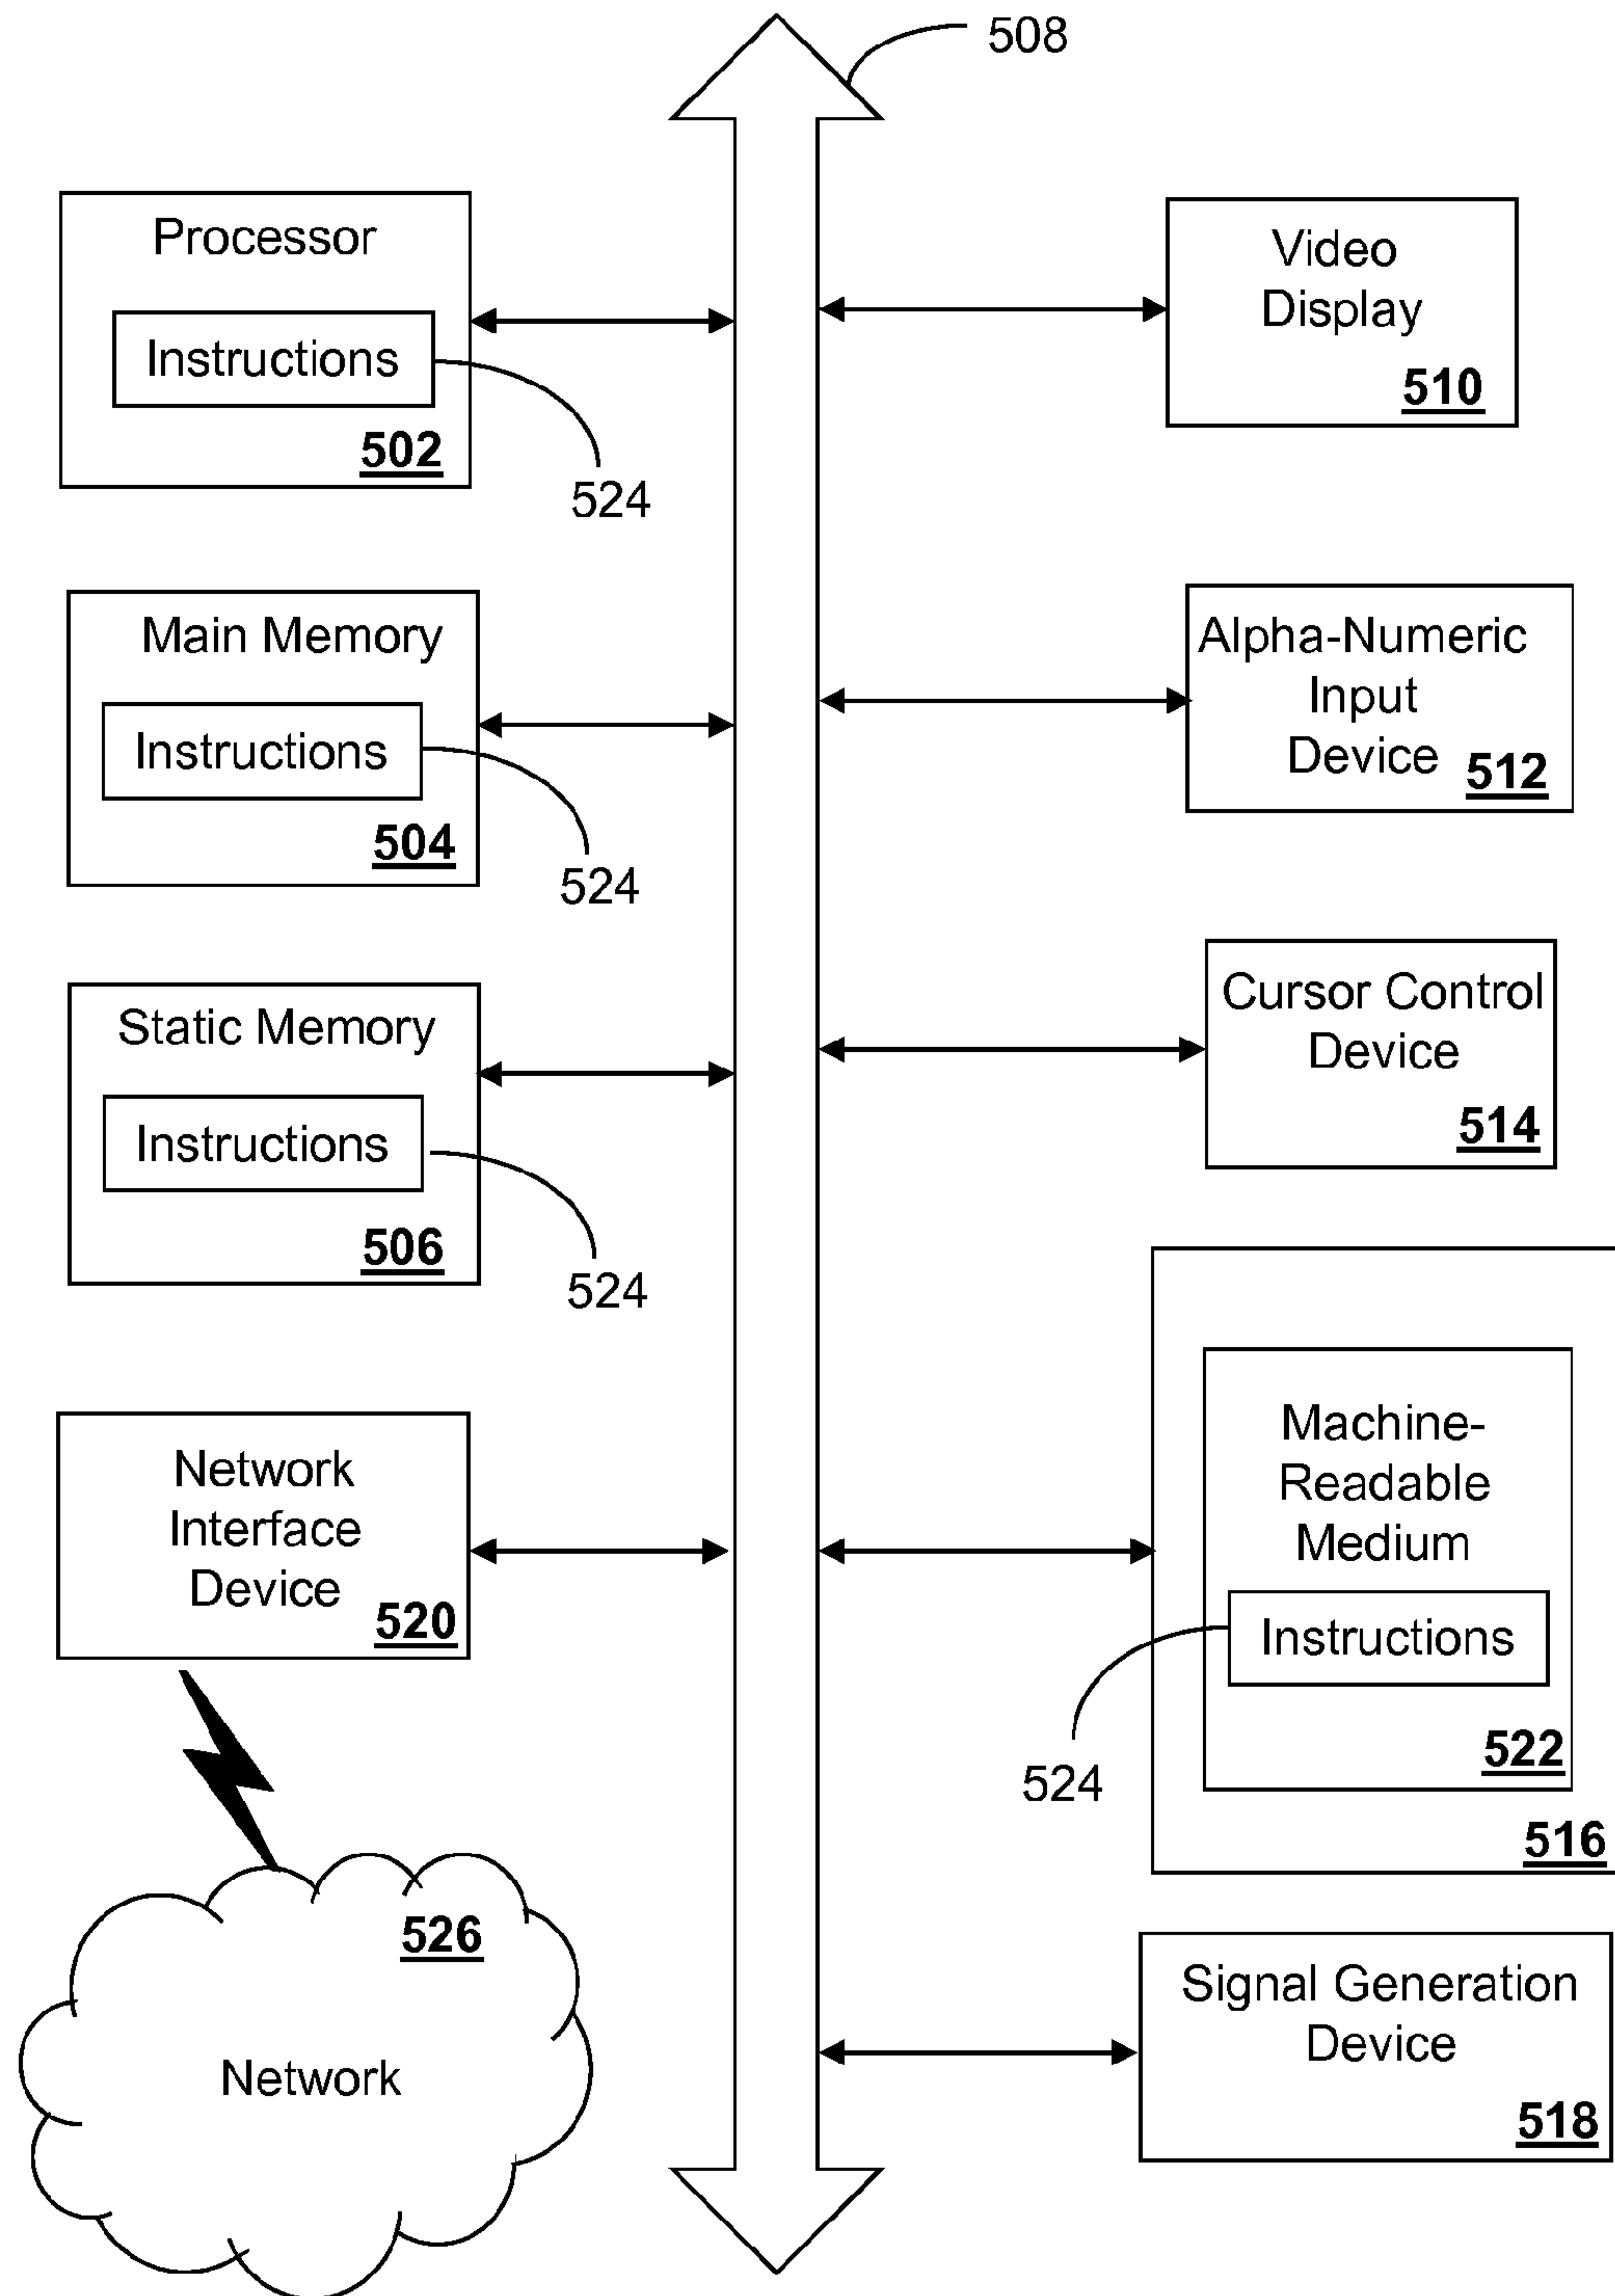 508
Processor
Instructions
502
524
Main Memory
Instructions
504
524
Static Memory
Instructions
506
524
Network
Interface
Device
520
526
Network
Video
Display
510
Alpha-Numeric
Input
Device
512
Cursor Control
Device
514
Machine-
Readable
Medium
Instructions
522
524
516
Signal Generation
Device
518